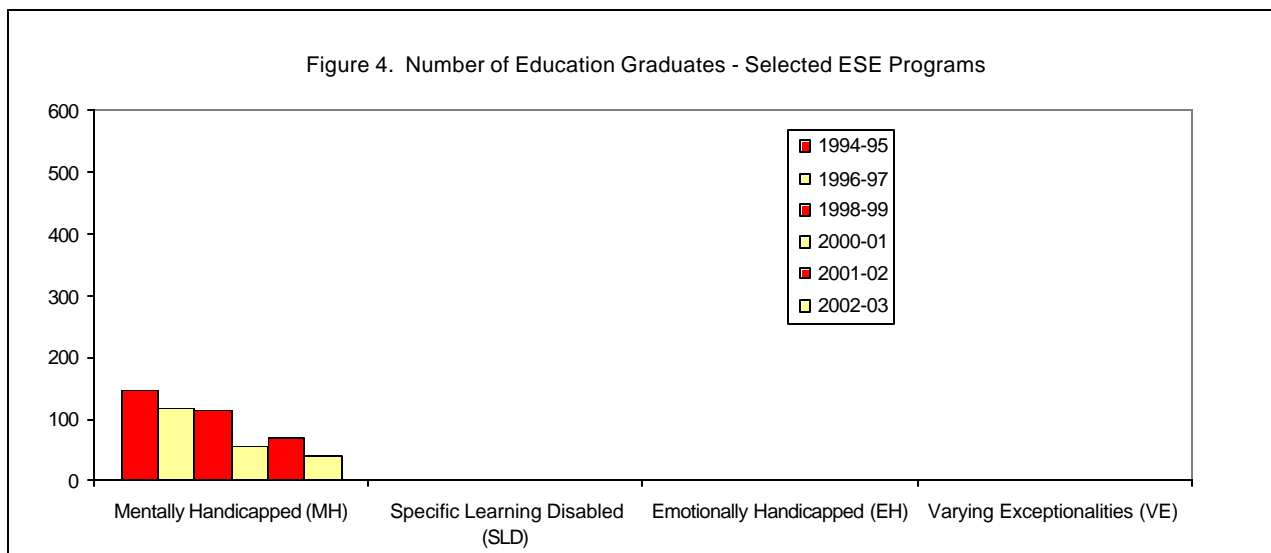 Figure 4. Number of Education Graduates - Selected ESE Programs
600
500
400
300
200
100
0
1994-95
1996-97
1998-99
2000-01
2001-02
2002-03
Mentally Handicapped (MH)
Specific Learning Disabled
(SLD)
Emotionally Handicapped (EH)
Varying Exceptionalities (VE)